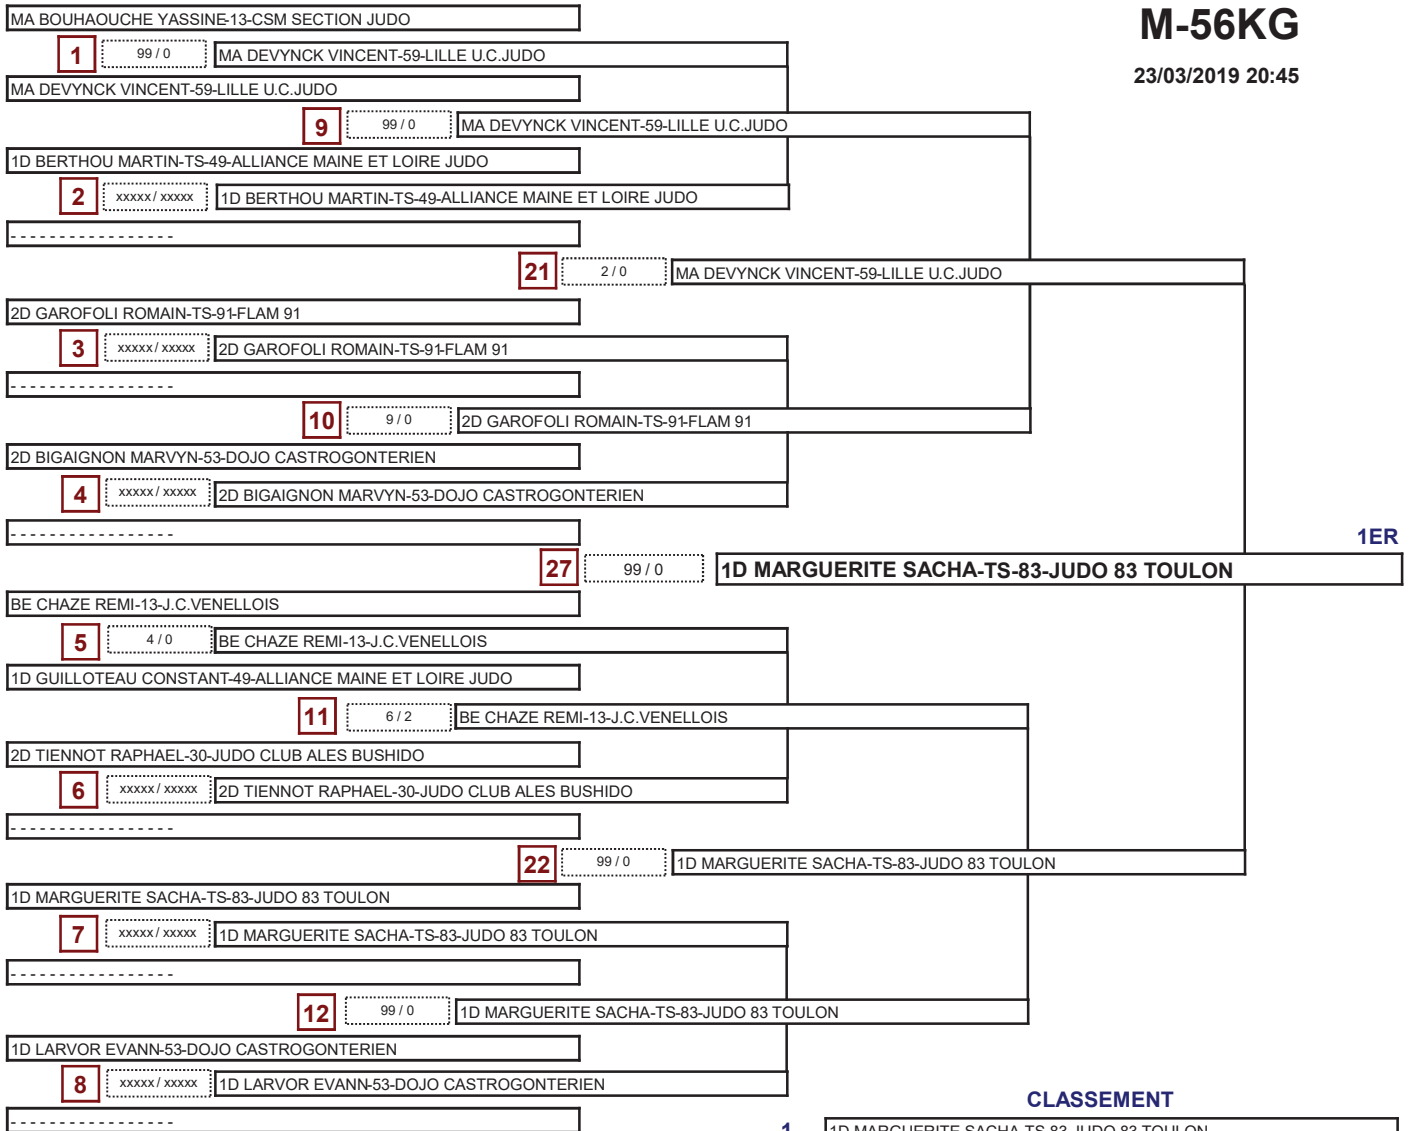 MA BOUHAOUCHE YASSINE-13-CSM SECTION JUDO
M-56KG
1 99 / 0 MA DEVYNCK VINCENT-59-LILLE U.C.JUDO
23/03/2019 20:45
MA DEVYNCK VINCENT-59-LILLE U.C.JUDO
9 99 / 0 MA DEVYNCK VINCENT-59-LILLE U.C.JUDO
1D BERTHOU MARTIN-TS-49-ALLIANCE MAINE ET LOIRE JUDO
2 xxxxx / xxxxx 1D BERTHOU MARTIN-TS-49-ALLIANCE MAINE ET LOIRE JUDO
- - - - - - - - - - - - - - - - -
21 2 / 0 MA DEVYNCK VINCENT-59-LILLE U.C.JUDO
2D GAROFOLI ROMAIN-TS-91-FLAM 91
3 xxxxx / xxxxx 2D GAROFOLI ROMAIN-TS-91-FLAM 91
- - - - - - - - - - - - - - - - -
10 9 / 0 2D GAROFOLI ROMAIN-TS-91-FLAM 91
2D BIGAIGNON MARVYN-53-DOJO CASTROGONTERIEN
4 xxxxx / xxxxx 2D BIGAIGNON MARVYN-53-DOJO CASTROGONTERIEN
- - - - - - - - - - - - - - - - -
1ER
27 99 / 0 1D MARGUERITE SACHA-TS-83-JUDO 83 TOULON
BE CHAZE REMI-13-J.C.VENELLOIS
5 4 / 0 BE CHAZE REMI-13-J.C.VENELLOIS
1D GUILLOTEAU CONSTANT-49-ALLIANCE MAINE ET LOIRE JUDO
11 6 / 2 BE CHAZE REMI-13-J.C.VENELLOIS
2D TIENNOT RAPHAEL-30-JUDO CLUB ALES BUSHIDO
6 xxxxx / xxxxx 2D TIENNOT RAPHAEL-30-JUDO CLUB ALES BUSHIDO
- - - - - - - - - - - - - - - - -
22 99 / 0 1D MARGUERITE SACHA-TS-83-JUDO 83 TOULON
1D MARGUERITE SACHA-TS-83-JUDO 83 TOULON
7 xxxxx / xxxxx 1D MARGUERITE SACHA-TS-83-JUDO 83 TOULON
- - - - - - - - - - - - - - - - -
12 99 / 0 1D MARGUERITE SACHA-TS-83-JUDO 83 TOULON
1D LARVOR EVANN-53-DOJO CASTROGONTERIEN
8 xxxxx / xxxxx 1D LARVOR EVANN-53-DOJO CASTROGONTERIEN
CLASSEMENT
- - - - - - - - - - - - - - - - -
1 1D MARGUERITE SACHA-TS-83-JUDO 83 TOULON